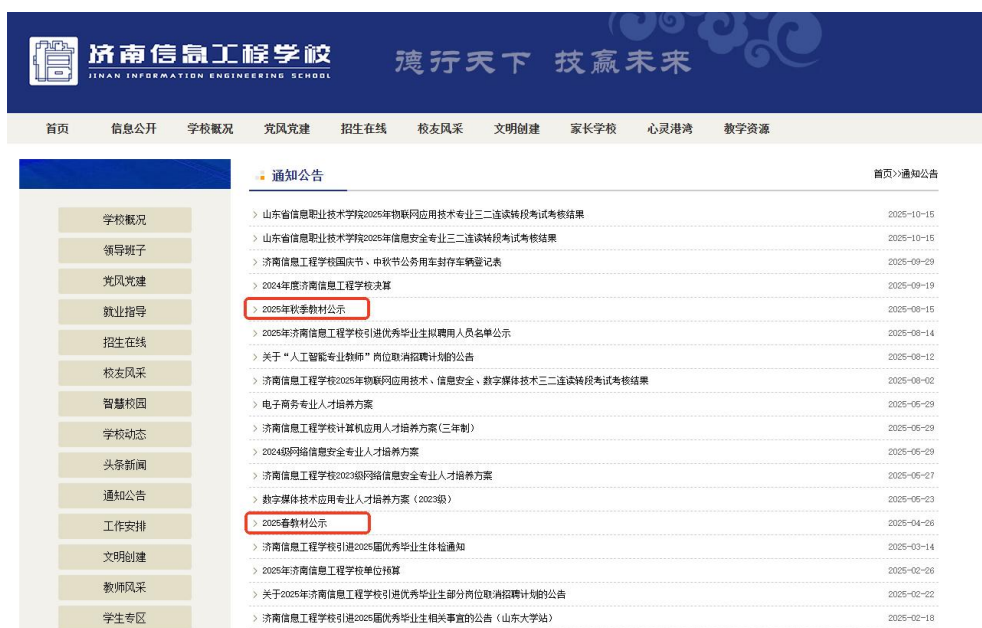 济南信息工程学校
JINAN INFORMATION ENGINEERING SCHOOL
德行天下 技赢未来
首页 信息公开 学校概况 党风党建 招生在线 校友风采 文明创建 家长学校 心灵港湾 教学资源
通知公告 首页>>通知公告
学校概况
领导班子
党风党建
就业指导
招生在线
校友风采
智慧校园
学校动态
头条新闻
通知公告
工作安排
文明创建
教师风采
学生专区
> 山东省信息职业技术学院2025年物联网应用技术专业三二连读转段考试考核结果 2025-10-15
> 山东省信息职业技术学院2025年信息安全专业三二连读转段考试考核结果 2025-10-15
> 济南信息工程学校国庆节、中秋节公务用车封存车辆登记表 2025-09-29
> 2024年度济南信息工程学校决算 2025-09-19
> 2025年秋季教材公示 2025-08-15
> 2025年济南信息工程学校引进优秀毕业生拟聘用人员名单公示 2025-08-14
> 关于“人工智能专业教师”岗位取消招聘计划的公告 2025-08-12
> 济南信息工程学校2025年物联网应用技术、信息安全、数字媒体技术三二连读转段考试考核结果 2025-08-02
> 电子商务专业人才培养方案 2025-05-29
> 济南信息工程学校计算机应用人才培养方案(三年制) 2025-05-29
> 2024级网络信息安全专业人才培养方案 2025-05-29
> 济南信息工程学校2023级网络信息安全专业人才培养方案 2025-05-27
> 数字媒体技术应用专业人才培养方案（2023级） 2025-05-23
> 2025春教材公示 2025-04-26
> 济南信息工程学校引进2025届优秀毕业生体检通知 2025-03-14
> 2025年济南信息工程学校单位预算 2025-02-26
> 关于2025年济南信息工程学校引进优秀毕业生部分岗位取消招聘计划的公告 2025-02-22
> 济南信息工程学校引进2025届优秀毕业生相关事宜的公告（山东大学站） 2025-02-18